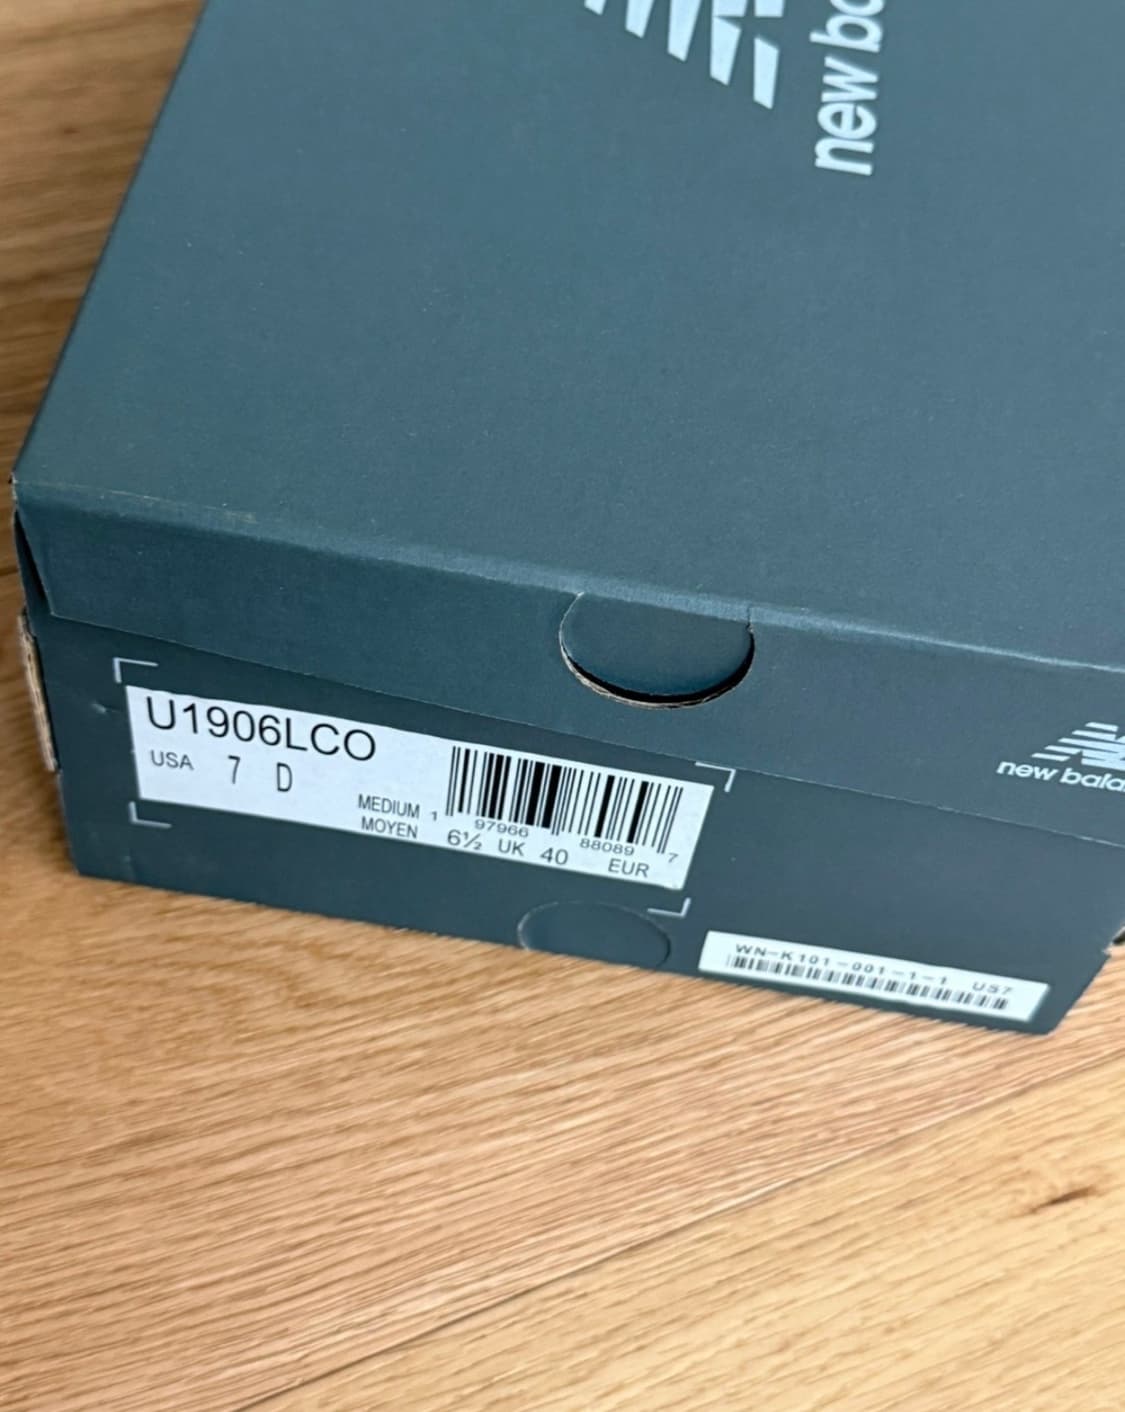 new ba
U1906LCO
USA 7 D
MEDIUM
MOYEN
1 97966 88089 7
6½ UK 40 EUR
new bala
WN-K101-001-1-1 US7